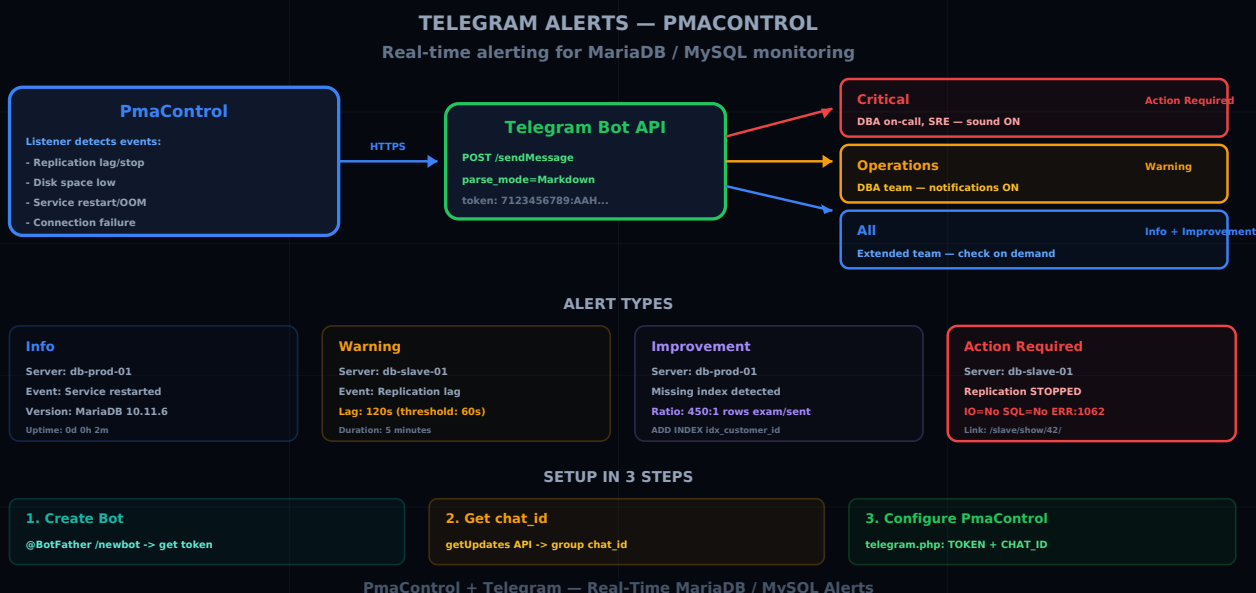 TELEGRAM ALERTS — PMACONTROL
Real-time alerting for MariaDB / MySQL monitoring
PmaControl
Listener detects events:
- Replication lag/stop
- Disk space low
- Service restart/OOM
- Connection failure
HTTPS
Telegram Bot API
POST /sendMessage
parse_mode=Markdown
token: 7123456789:AAH...
Critical
Action Required
DBA on-call, SRE — sound ON
Operations
Warning
DBA team — notifications ON
All
Info + Improvement
Extended team — check on demand
ALERT TYPES
Info
Server: db-prod-01
Event: Service restarted
Version: MariaDB 10.11.6
Uptime: 0d 0h 2m
Warning
Server: db-slave-01
Event: Replication lag
Lag: 120s (threshold: 60s)
Duration: 5 minutes
Improvement
Server: db-prod-01
Missing index detected
Ratio: 450:1 rows exam/sent
ADD INDEX idx_customer_id
Action Required
Server: db-slave-01
Replication STOPPED
IO=No SQL=No ERR:1062
Link: /slave/show/42/
SETUP IN 3 STEPS
1. Create Bot
@BotFather /newbot -> get token
2. Get chat_id
getUpdates API -> group chat_id
3. Configure PmaControl
telegram.php: TOKEN + CHAT_ID
PmaControl + Telegram — Real-Time MariaDB / MySQL Alerts